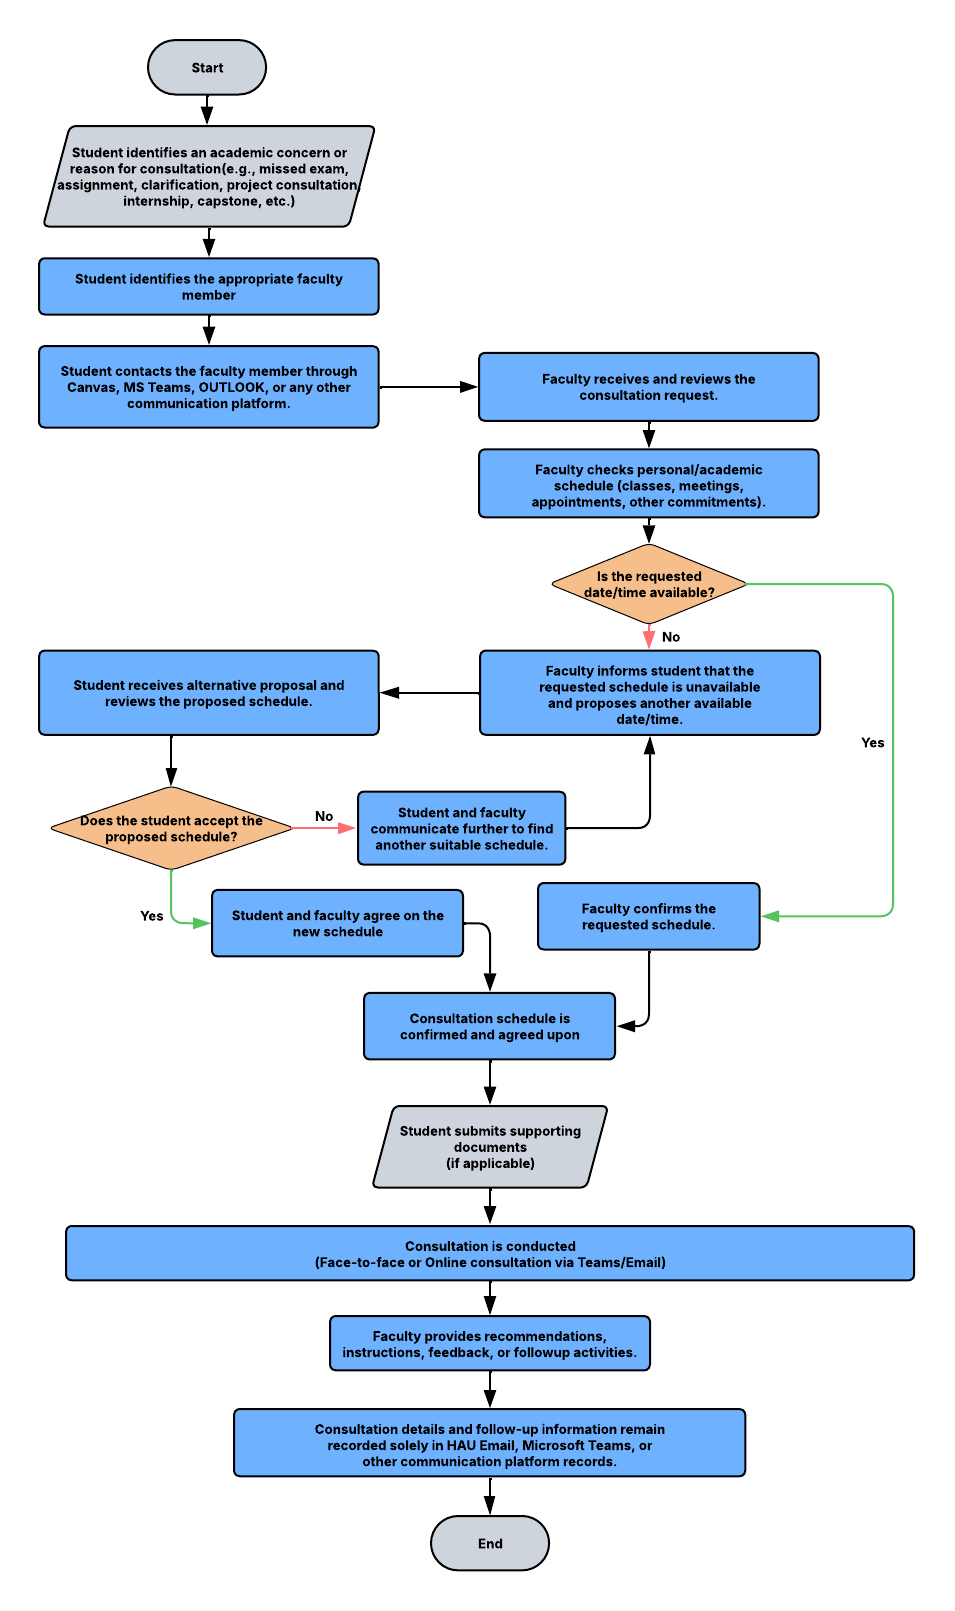 Start
Student identifies an academic concern or
reason for consultation(e.g., missed exam,
assignment, clarification, project consultation,
internship, capstone, etc.)
Student identifies the appropriate faculty
member
Student contacts the faculty member through
Canvas, MS Teams, OUTLOOK, or any other
communication platform.
Faculty receives and reviews the
consultation request.
Faculty checks personal/academic
schedule (classes, meetings,
appointments, other commitments).
Is the requested
date/time available?
No
Faculty informs student that the
requested schedule is unavailable
and proposes another available
date/time.
Yes
Student receives alternative proposal and
reviews the proposed schedule.
Does the student accept the
proposed schedule?
No
Student and faculty
communicate further to find
another suitable schedule.
Yes
Student and faculty agree on the
new schedule
Faculty confirms the
requested schedule.
Consultation schedule is
confirmed and agreed upon
Student submits supporting
documents
(if applicable)
Consultation is conducted
(Face-to-face or Online consultation via Teams/Email)
Faculty provides recommendations,
instructions, feedback, or followup activities.
Consultation details and follow-up information remain
recorded solely in HAU Email, Microsoft Teams, or
other communication platform records.
End